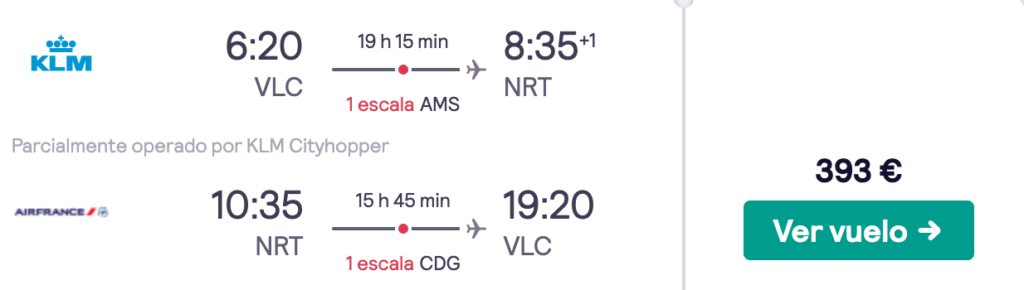 KLM
6:20 19 h 15 min 8:35+1
VLC NRT
1 escala AMS
Parcialmente operado por KLM Cityhopper
393 €
AIRFRANCE
10:35 15 h 45 min 19:20
NRT VLC
1 escala CDG
Ver vuelo →